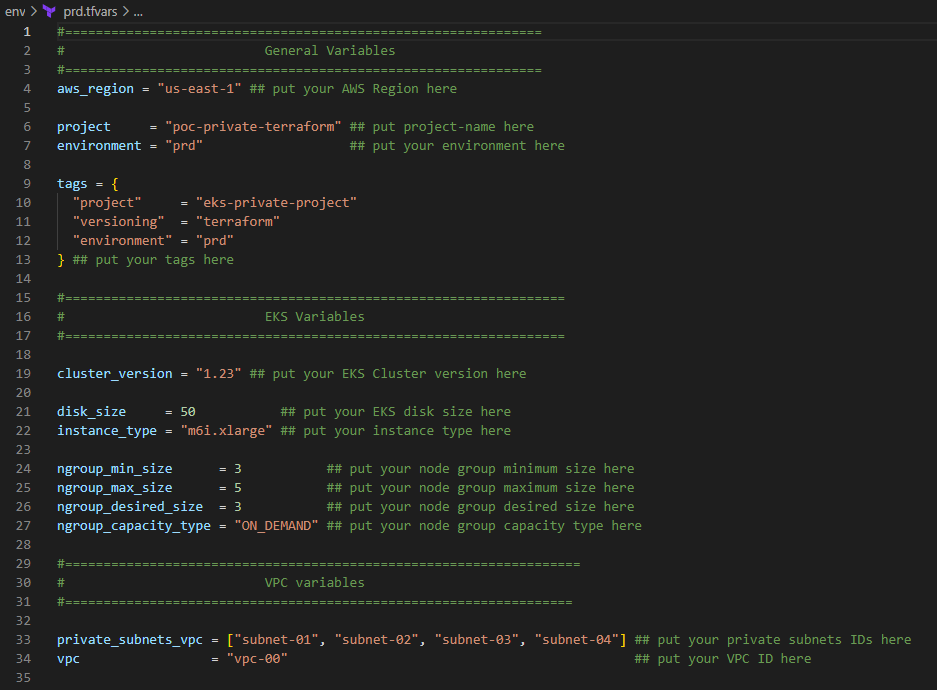 env > prd.tfvars > ...
1 #==============================================================
2 #                          General Variables
3 #==============================================================
4 aws_region = "us-east-1" ## put your AWS Region here
5
6 project     = "poc-private-terraform" ## put project-name here
7 environment = "prd"                   ## put your environment here
8
9 tags = {
10   "project"     = "eks-private-project"
11   "versioning"  = "terraform"
12   "environment" = "prd"
13 } ## put your tags here
14
15 #=================================================================
16 #                          EKS Variables
17 #=================================================================
18
19 cluster_version = "1.23" ## put your EKS Cluster version here
20
21 disk_size     = 50           ## put your EKS disk size here
22 instance_type = "m6i.xlarge" ## put your instance type here
23
24 ngroup_min_size      = 3           ## put your node group minimum size here
25 ngroup_max_size      = 5           ## put your node group maximum size here
26 ngroup_desired_size  = 3           ## put your node group desired size here
27 ngroup_capacity_type = "ON_DEMAND" ## put your node group capacity type here
28
29 #===================================================================
30 #                          VPC variables
31 #==================================================================
32
33 private_subnets_vpc = ["subnet-01", "subnet-02", "subnet-03", "subnet-04"] ## put your private subnets IDs here
34 vpc                 = "vpc-00"                                             ## put your VPC ID here
35